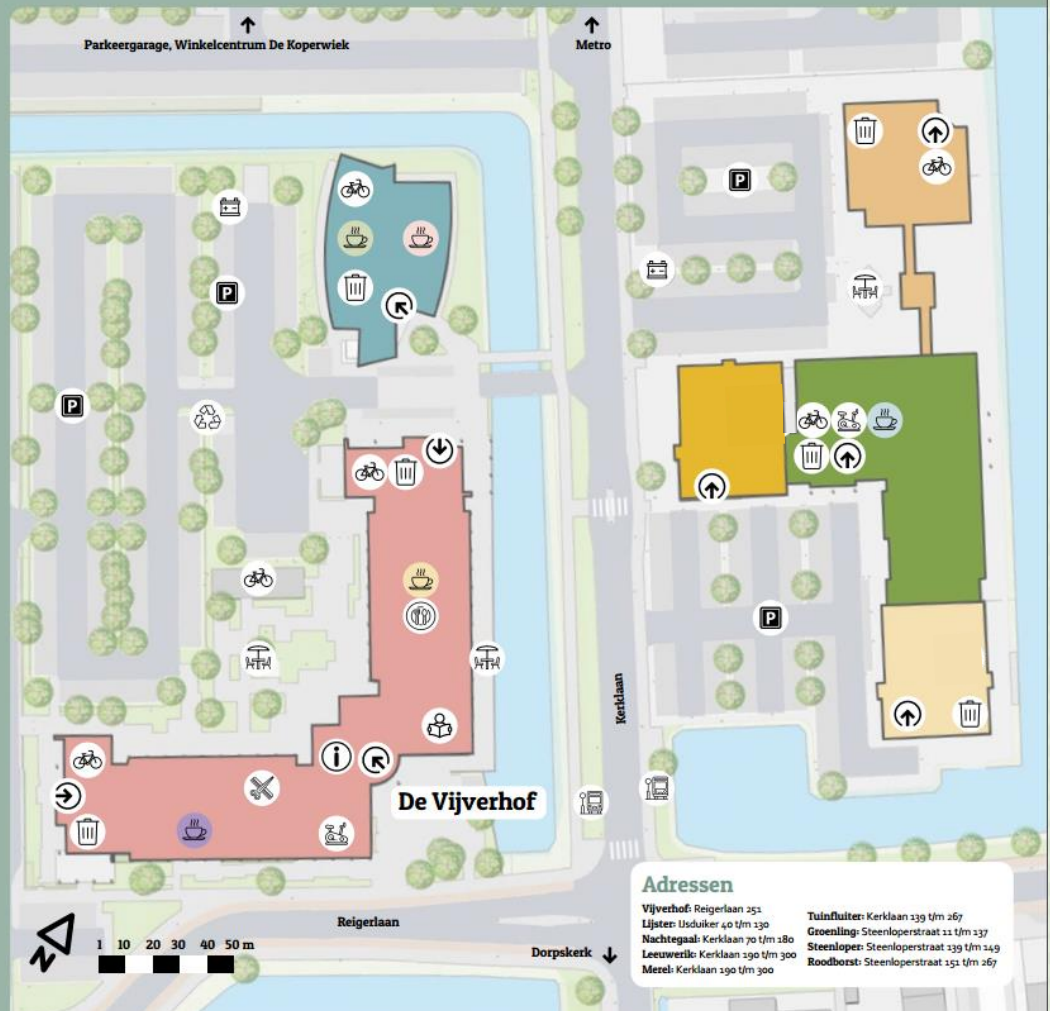 Parkeergarage, Winkelcentrum De Koperwiek
Metro
P
P
P
P
Kerklaan
i
De Vijverhof
Reigerlaan
N
1 10 20 30 40 50 m
Dorpskerk
Adressen
Vijverhof: Reigerlaan 251
Lijster: IJsduiker 40 t/m 130
Nachtegaal: Kerklaan 70 t/m 180
Leeuwerik: Kerklaan 190 t/m 300
Merel: Kerklaan 190 t/m 300
Tuinfluiter: Kerklaan 139 t/m 267
Groenling: Steenloperstraat 11 t/m 137
Steenloper: Steenloperstraat 139 t/m 149
Roodborst: Steenloperstraat 151 t/m 267